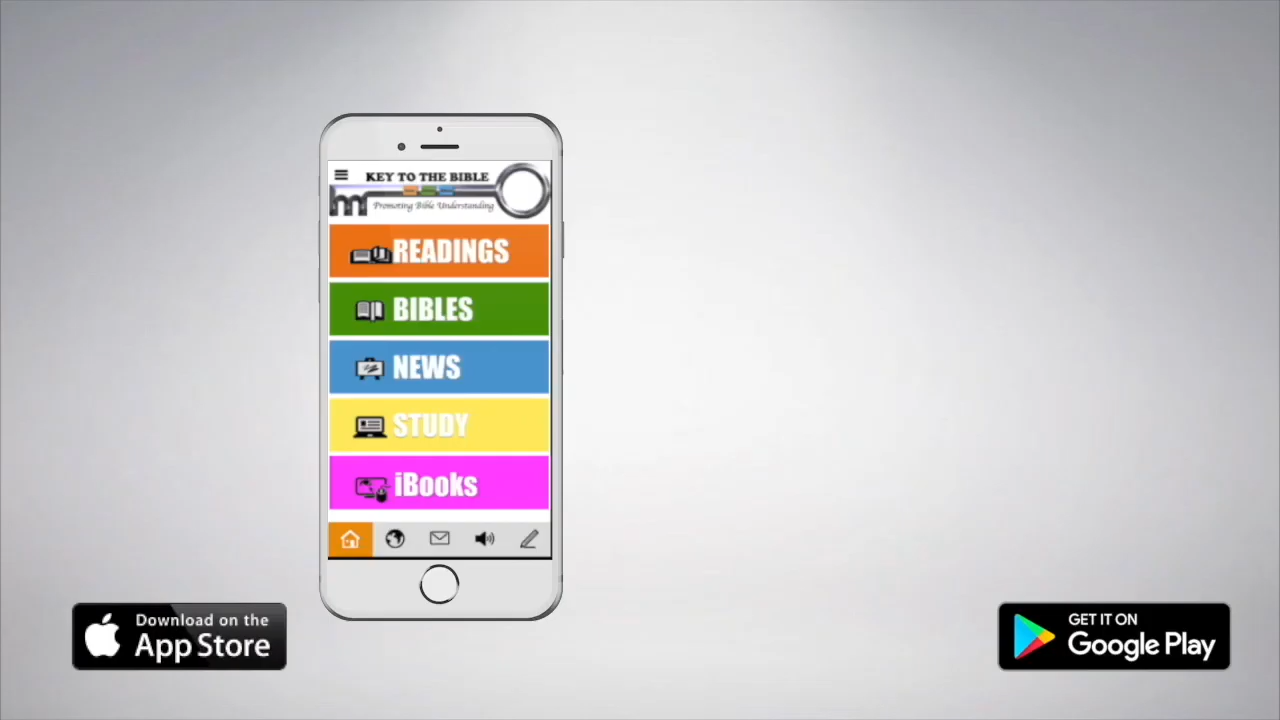 KEY TO THE BIBLE
Promoting Bible Understanding
READINGS
BIBLES
NEWS
STUDY
iBooks
Download on the
App Store
GET IT ON
Google Play